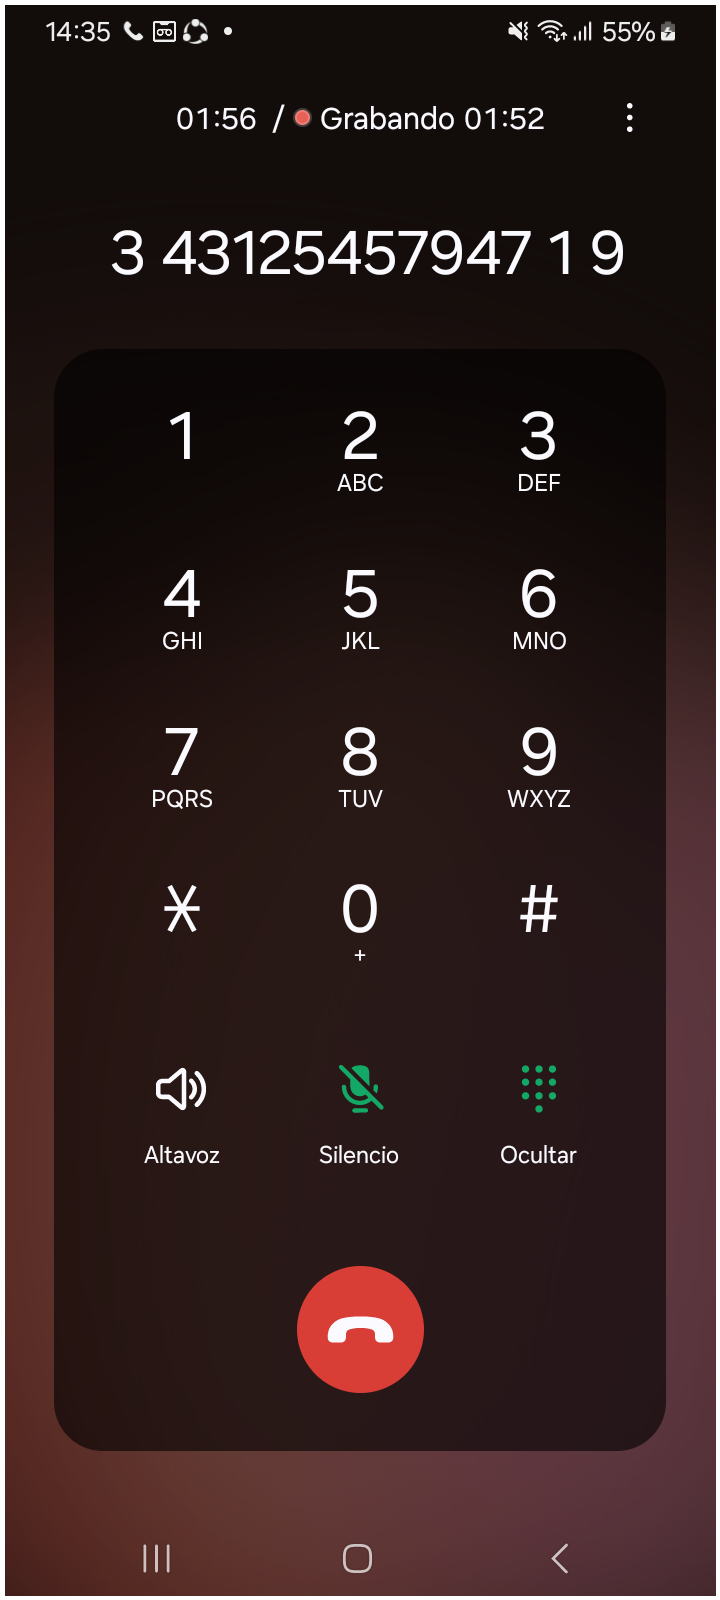 14:35 55%
01:56 / Grabando 01:52
3 43125457947 1 9
1 2 3
ABC DEF
4 5 6
GHI JKL MNO
7 8 9
PQRS TUV WXYZ
* 0 #
+
Altavoz Silencio Ocultar